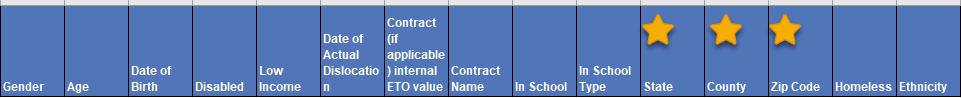 Gender
Age
Date of
Birth
Disabled
Low
Income
Date of
Actual
Dislocatio
n
Contract
(if
applicable
) internal
ETO value
Contract
Name
In School
In School
Type
State
County
Zip Code
Homeless
Ethnicity